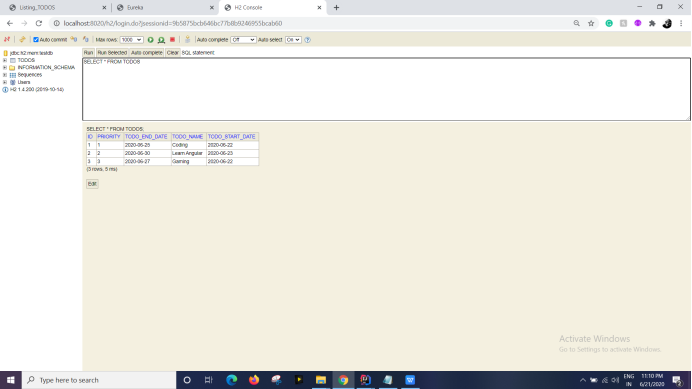 Listing_TODOS
Eureka
H2 Console
localhost:8020/h2/login.do?jsessionid=9b5875bcb646bc77b8b9246955bcab60
Auto commit
Max rows: 1000
Auto complete Off
Auto select On
jdbc:h2:mem:testdb
TODOS
INFORMATION_SCHEMA
Sequences
Users
H2 1.4.200 (2019-10-14)
Run Run Selected Auto complete Clear SQL statement:
SELECT * FROM TODOS
SELECT * FROM TODOS;
ID PRIORITY TODO_END_DATE TODO_NAME TODO_START_DATE
1 1 2020-06-28 Coding 2020-06-22
2 2 2020-06-30 Learn Angular 2020-06-23
3 3 2020-06-27 Gaming 2020-06-22
(3 rows, 5 ms)
Edit
Activate Windows
Go to Settings to activate Windows.
Type here to search
ENG
IN
11:10 PM
6/21/2020